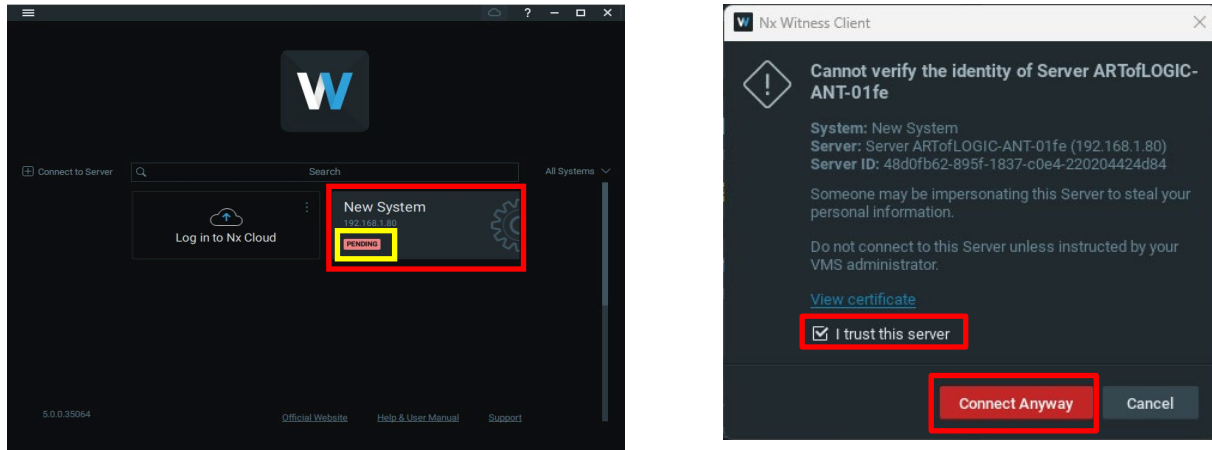 ?
Connect to Server
Search
All Systems
Log in to Nx Cloud
New System
192.168.1.80
PENDING
5.0.0.35064
Official Website
Help & User Manual
Support
Nx Witness Client
Cannot verify the identity of Server ARTofLOGIC-
ANT-01fe
System: New System
Server: Server ARTofLOGIC-ANT-01fe (192.168.1.80)
Server ID: 48d0fb62-895f-1837-c0e4-220204424d84
Someone may be impersonating this Server to steal your
personal information.
Do not connect to this Server unless instructed by your
VMS administrator.
View certificate
I trust this server
Connect Anyway
Cancel